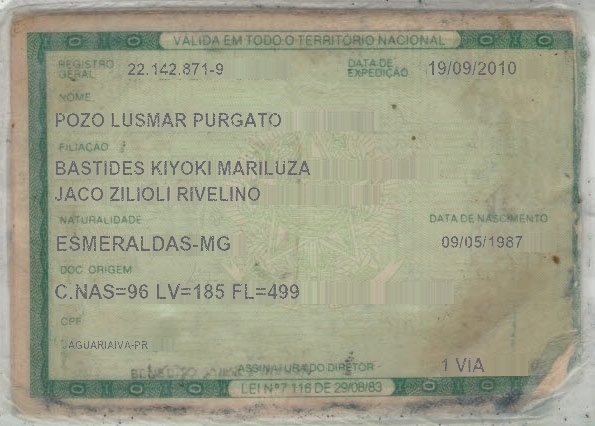 VÁLIDA EM TODO O TERRITÓRIO NACIONAL
REGISTRO GERAL 22.142.871-9 DATA DE EXPEDIÇÃO 19/09/2010
NOME
POZO LUSMAR PURGATO
FILIAÇÃO
BASTIDES KIYOKI MARILUZA
JACO ZILIOLI RIVELINO
NATURALIDADE DATA DE NASCIMENTO
ESMERALDAS-MG 09/05/1987
DOC ORIGEM
C.NAS=96 LV=185 FL=499
CPF
JAGUARIAIVA-PR
ASSINATURA DO DIRETOR 1 VIA
LEI Nº 7.116 DE 29/08/83